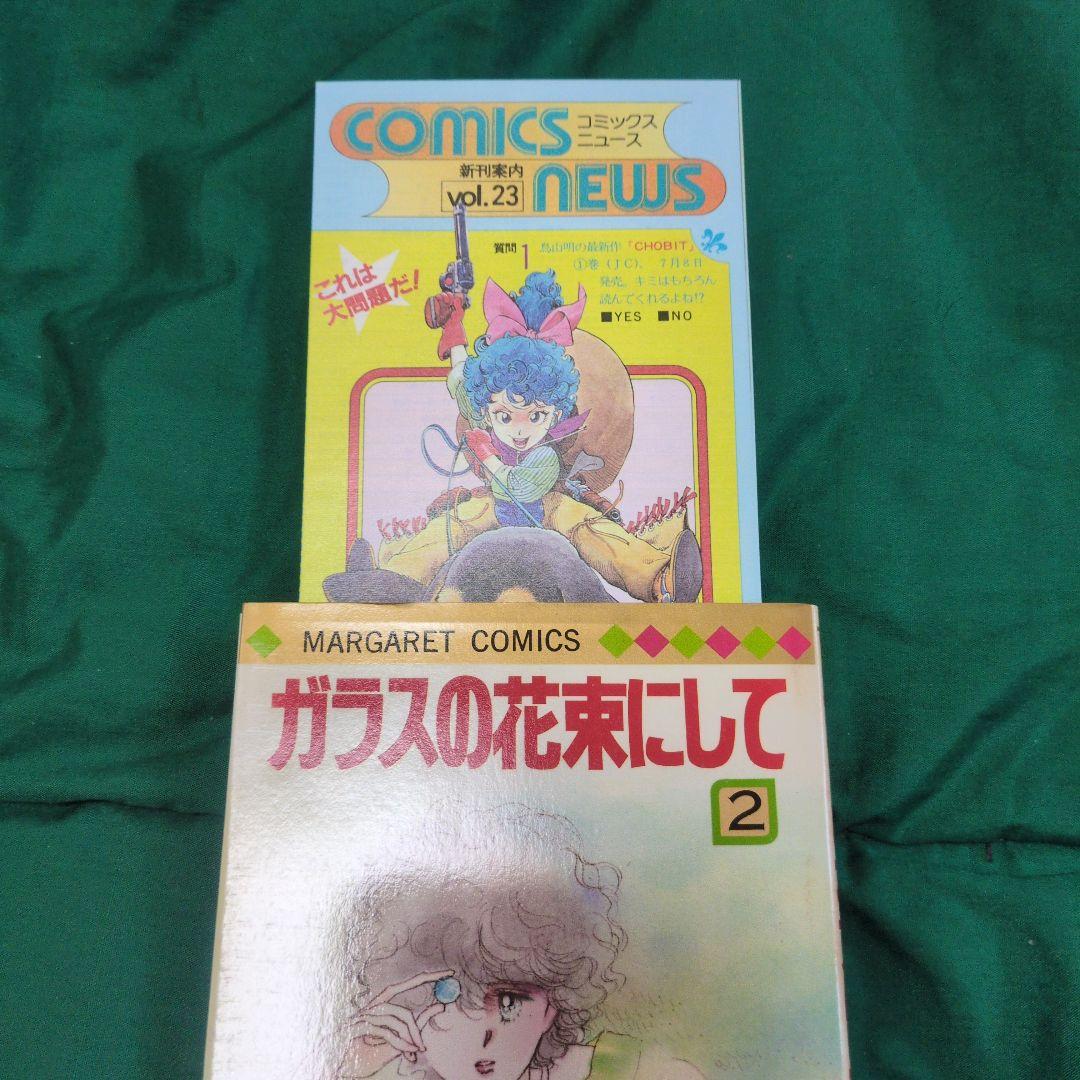 COMICS コミックス
ニュース
新刊案内
vol.23 NEWS
これは
大問題だ!
質問1 鳥山明の最新作「CHOBIT」
①巻(JC)、7月8日
発売。キミはもちろん
読んでくれるよね!?
■YES ■NO
MARGARET COMICS
ガラスの花束にして
2